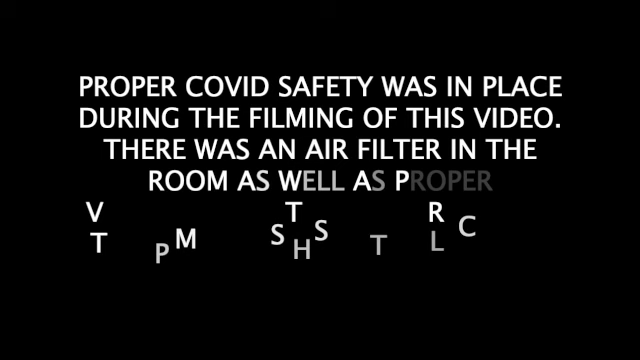 PROPER COVID SAFETY WAS IN PLACE
DURING THE FILMING OF THIS VIDEO.
THERE WAS AN AIR FILTER IN THE
ROOM AS WELL AS PROPER
V T R C
T P M S H S T L